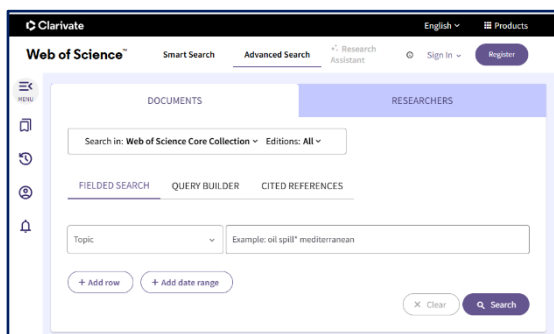 Clarivate English Products
Web of Science™ Smart Search Advanced Search Research Assistant Sign In Register
MENU
DOCUMENTS RESEARCHERS
Search in: Web of Science Core Collection Editions: All
FIELDED SEARCH QUERY BUILDER CITED REFERENCES
Topic Example: oil spill* mediterranean
+ Add row + Add date range
× Clear Search